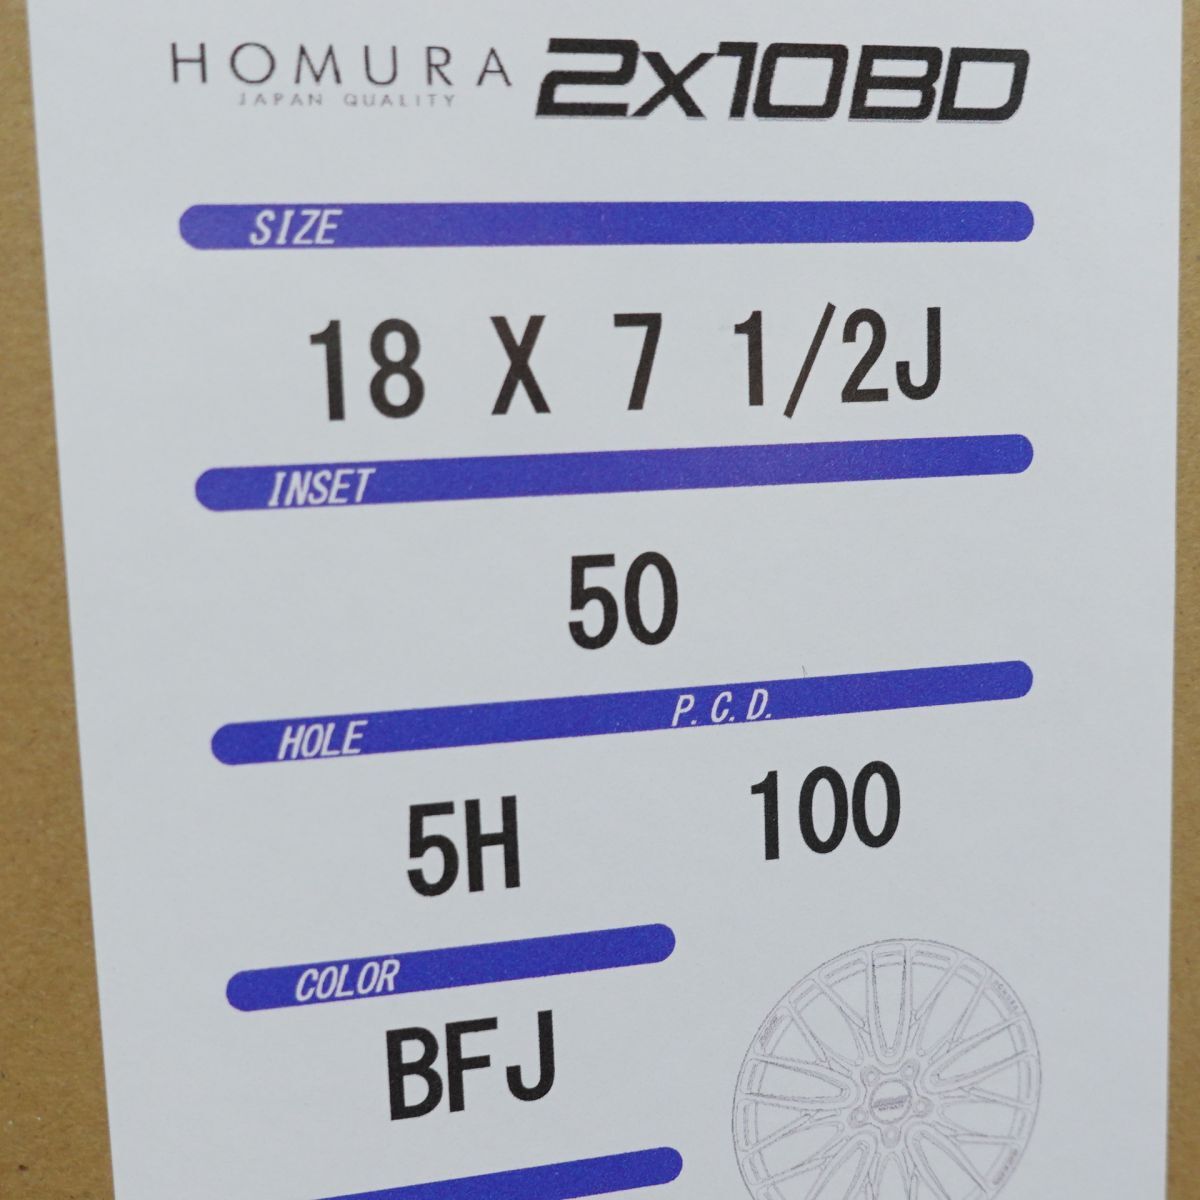 HOMURA 2x10BD
JAPAN QUALITY
SIZE
18 X 7 1/2J
INSET
50
HOLE P.C.D.
5H 100
COLOR
BFJ